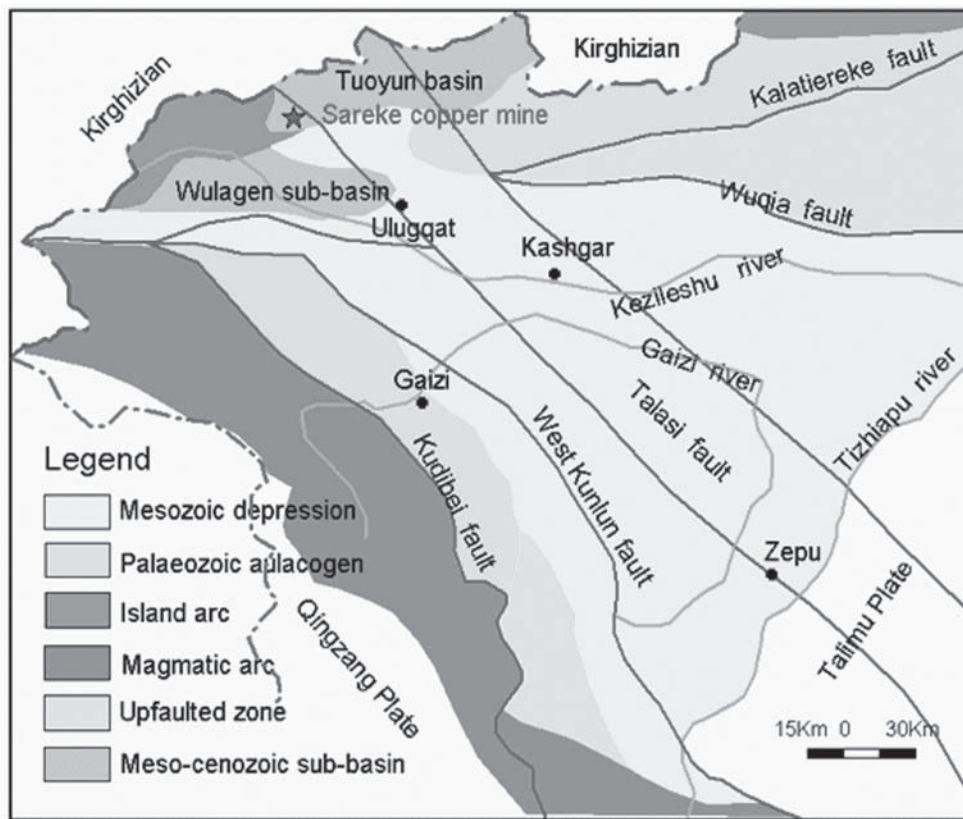 Kirghizian
Kirghizian
Tuoyun basin
Kalatiereke fault
Sareke copper mine
Wulagen sub-basin
Wuqia fault
Uluggat
Kashgar
Kezileshu river
Gaizi river
Gaizi
Talasi fault
Tizhiapu river
West Kunlun fault
Kudibei fault
Zepu
Talimu Plate
Qingzang Plate
Legend
Mesozoic depression
Palaeozoic aulacogen
Island arc
Magmatic arc
Upfaulted zone
Meso-cenozoic sub-basin
15Km 0 30Km